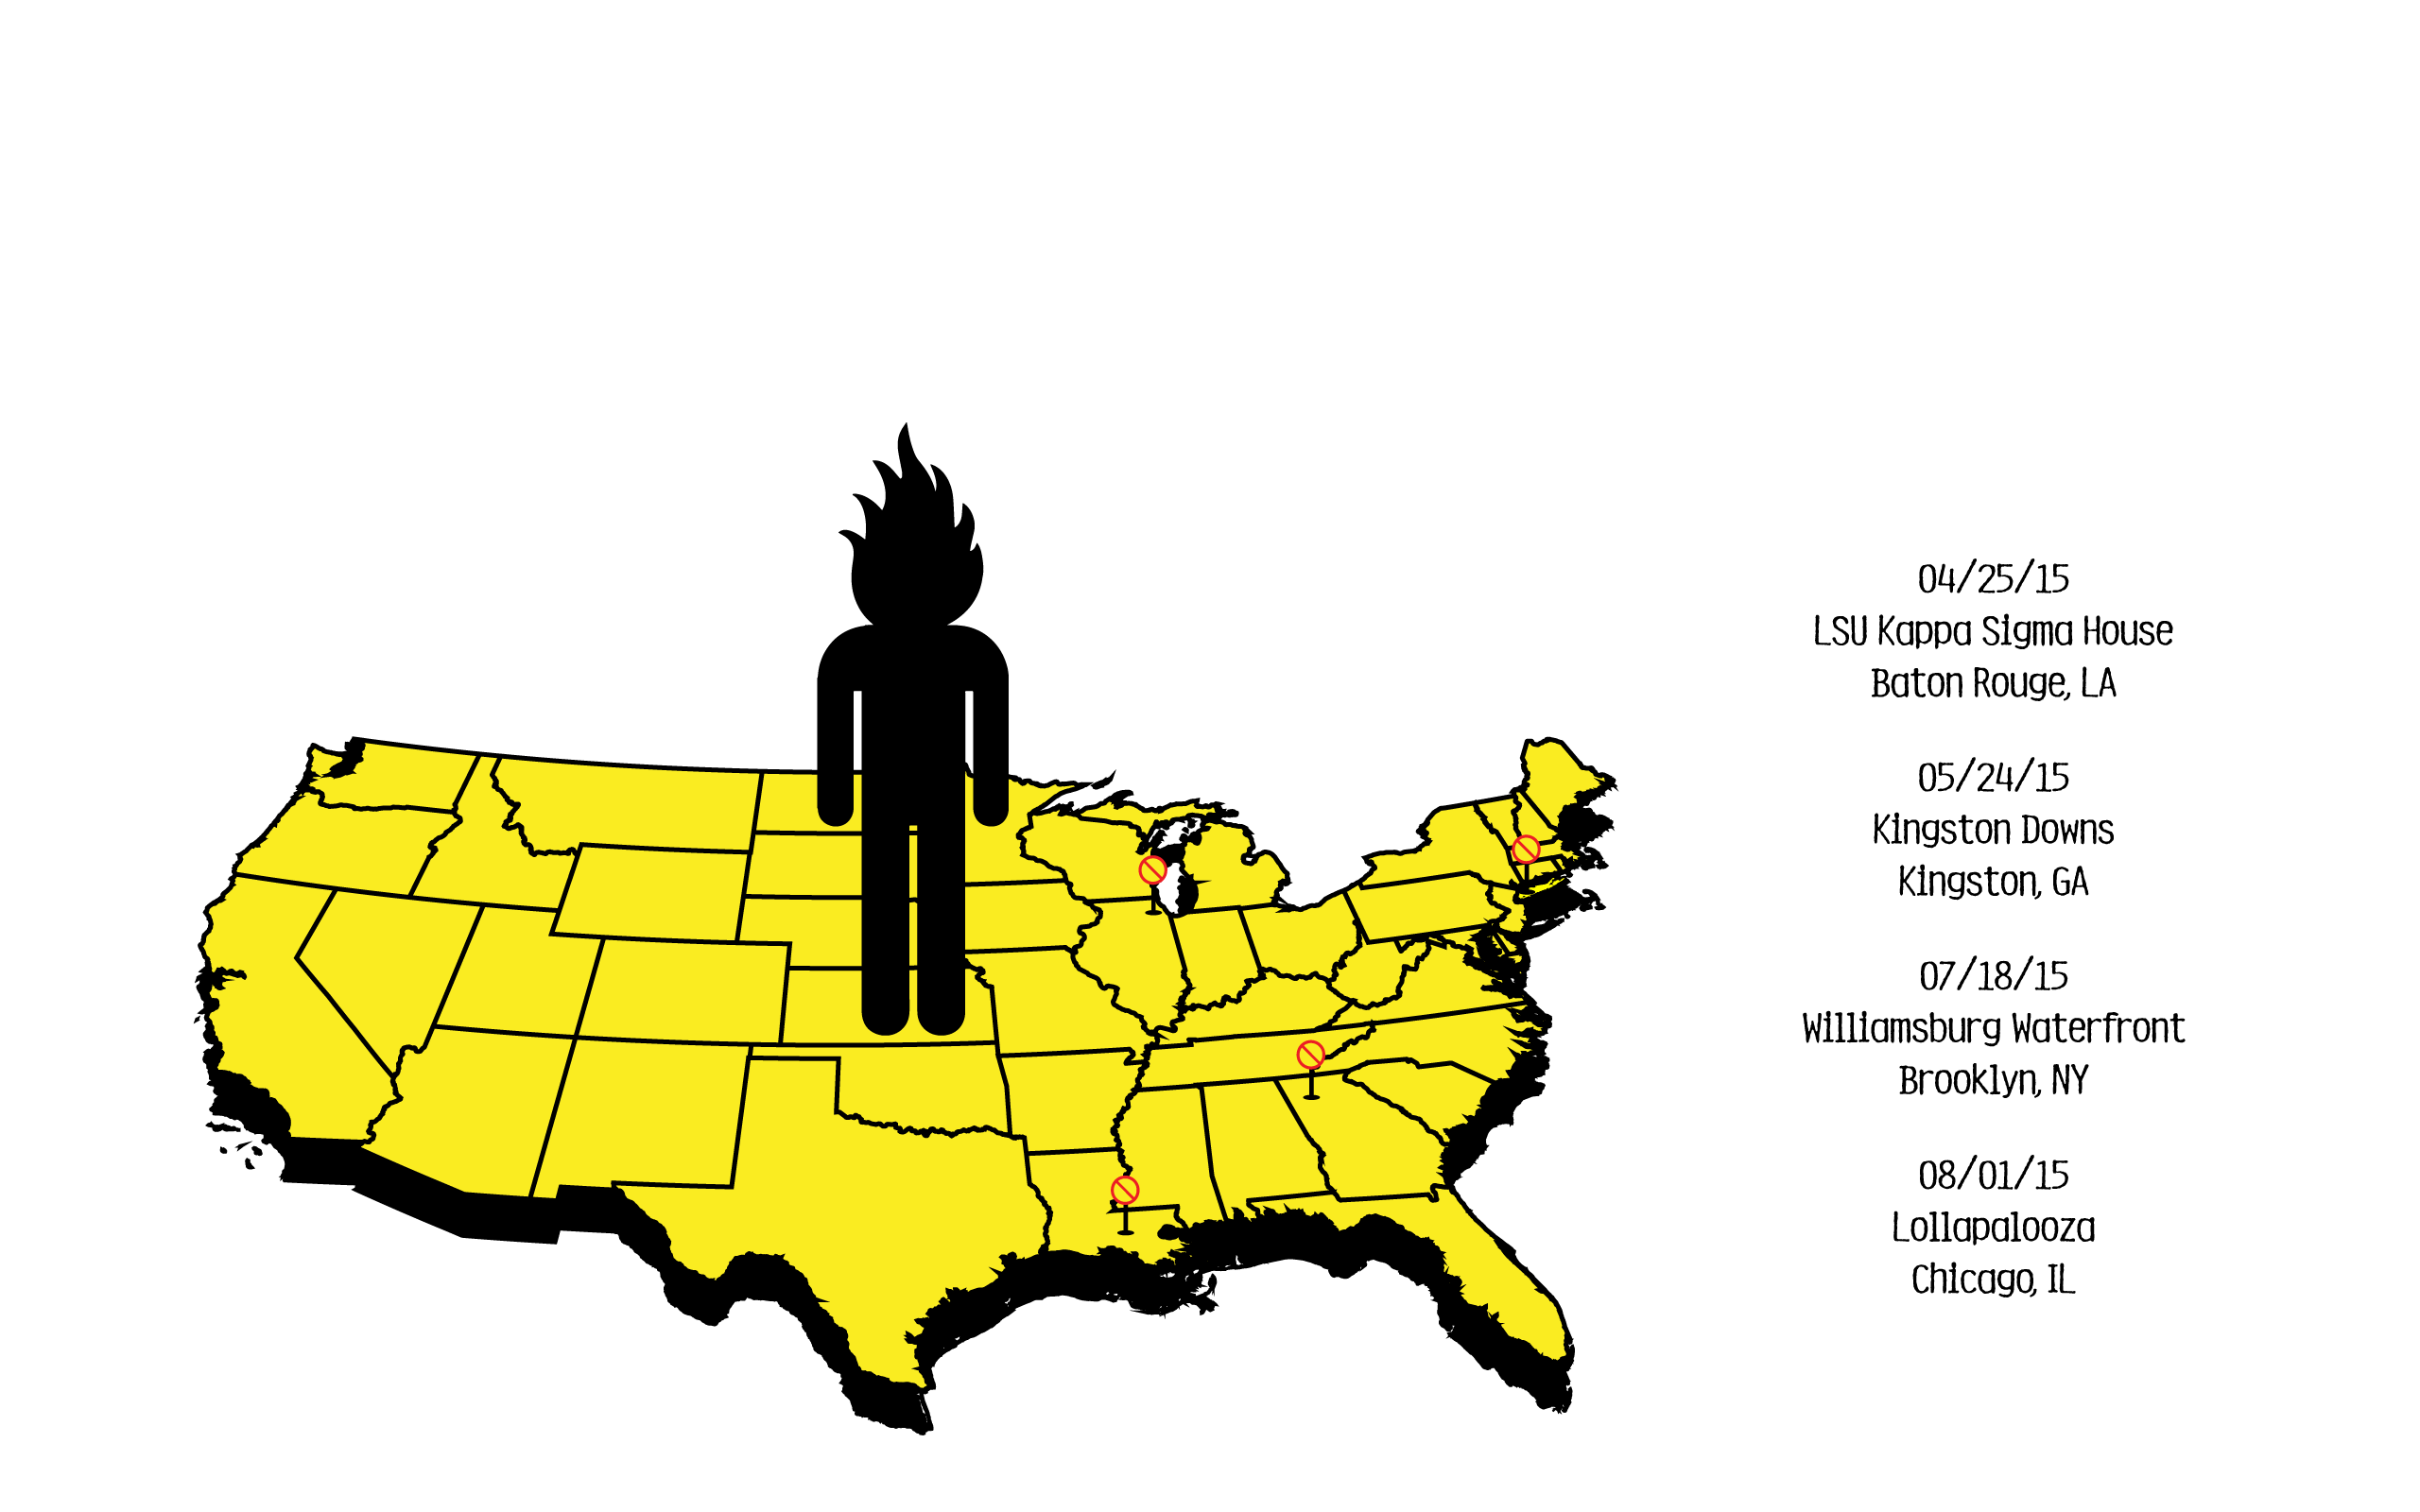 04/25/15
LSU Kappa Sigma House
Baton Rouge, LA
05/24/15
Kingston Downs
Kingston, GA
07/18/15
Williamsburg Waterfront
Brooklyn, NY
08/01/15
Lollapalooza
Chicago, IL